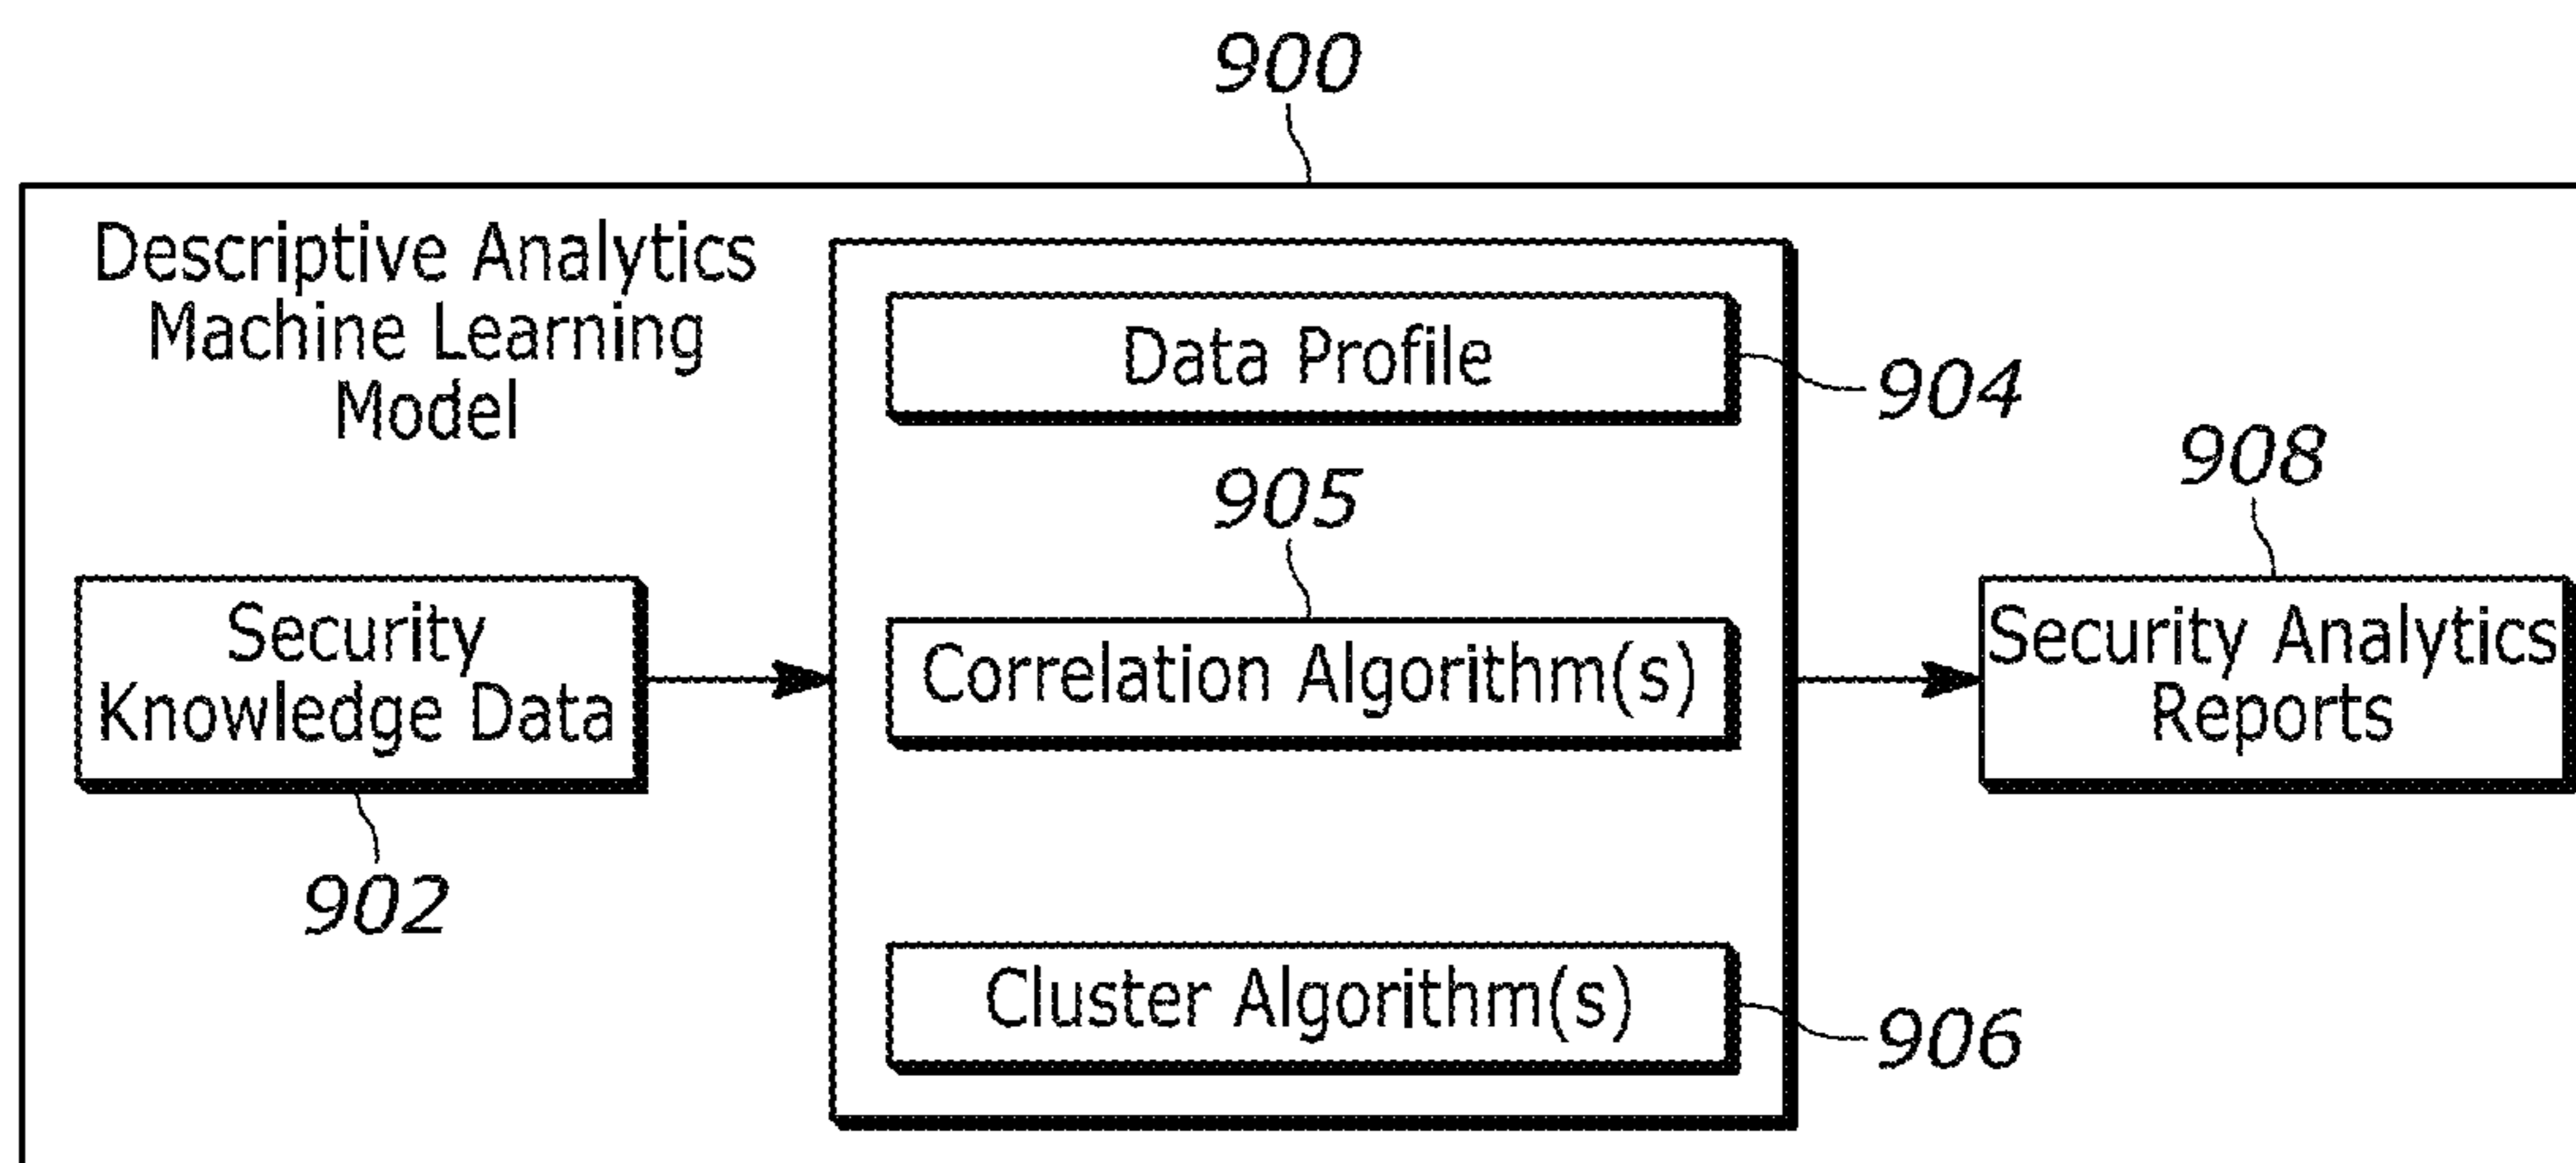 900
Descriptive Analytics
Machine Learning
Model
Data Profile
904
908
905
Security
Knowledge Data
Correlation Algorithm(s)
Security Analytics
Reports
902
Cluster Algorithm(s)
906